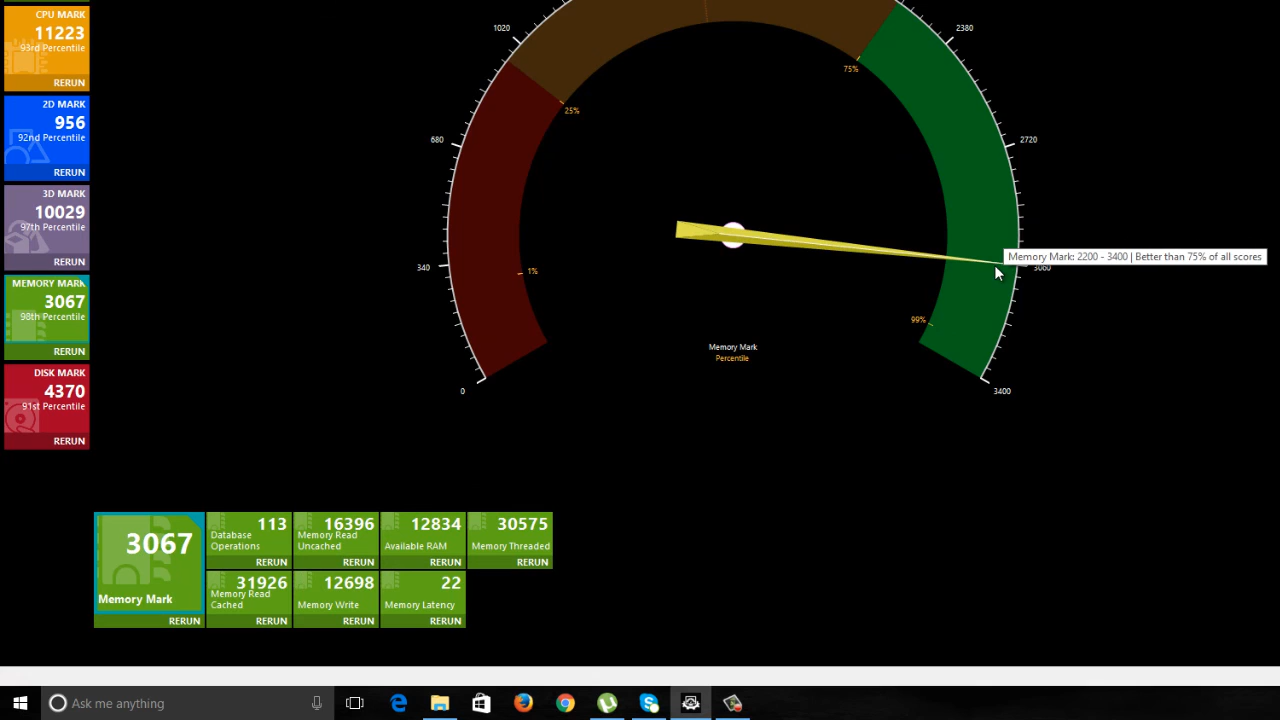 CPU MARK
11223
93rd Percentile
RERUN
2D MARK
956
92nd Percentile
RERUN
3D MARK
10029
97th Percentile
RERUN
MEMORY MARK
3067
98th Percentile
RERUN
DISK MARK
4370
91st Percentile
RERUN
1020
2380
75%
25%
680
2720
340
1%
Memory Mark: 2200 - 3400 | Better than 75% of all scores
3060
99%
Memory Mark
Percentile
0
3400
3067
Memory Mark
RERUN
113
Database
Operations
RERUN
16396
Memory Read
Uncached
RERUN
12834
Available RAM
RERUN
30575
Memory Threaded
RERUN
31926
Memory Read
Cached
RERUN
12698
Memory Write
RERUN
22
Memory Latency
RERUN
Ask me anything